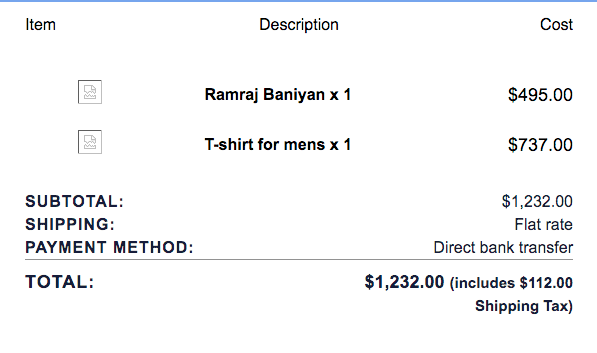 Item Description Cost
Ramraj Baniyan x 1 $495.00
T-shirt for mens x 1 $737.00
SUBTOTAL: $1,232.00
SHIPPING: Flat rate
PAYMENT METHOD: Direct bank transfer
TOTAL: $1,232.00 (includes $112.00
Shipping Tax)